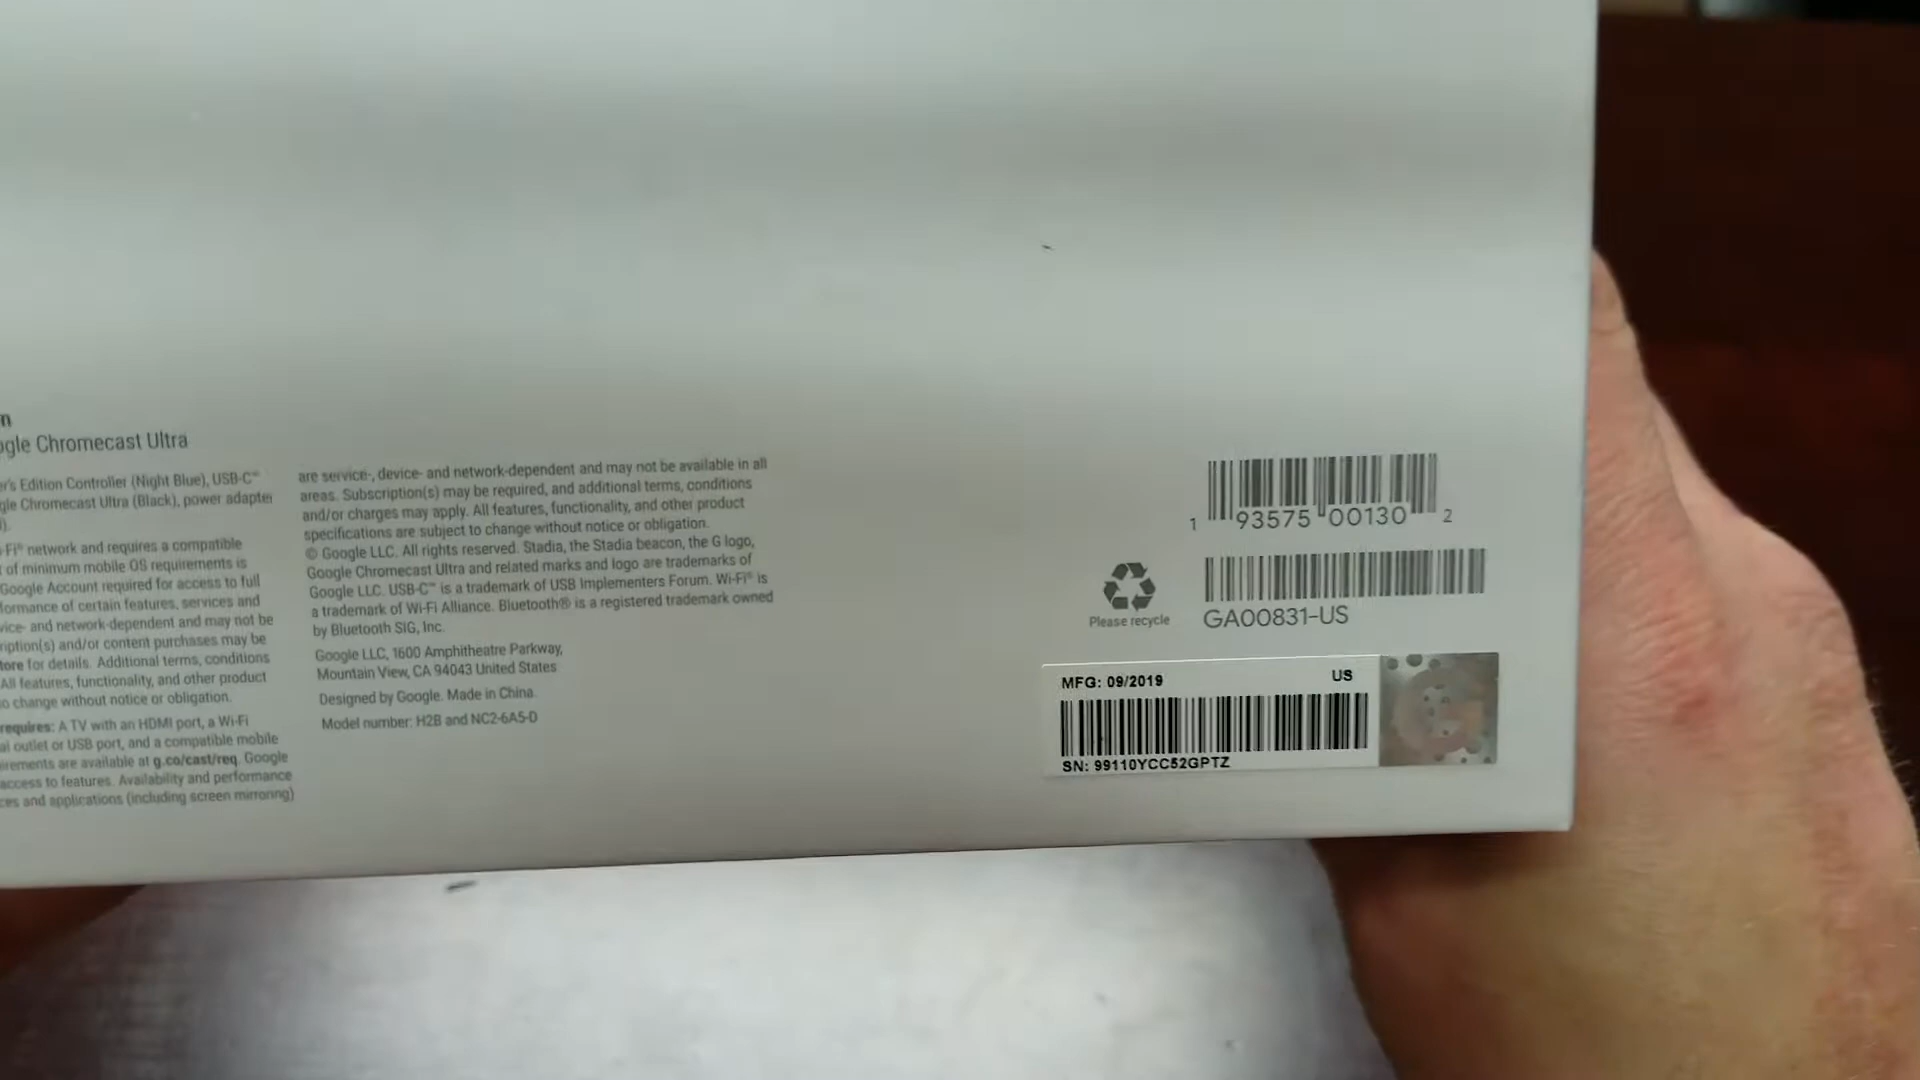 ogle Chromecast Ultra
er's Edition Controller (Night Blue), USB-C™
gle Chromecast Ultra (Black), power adapter
Fi® network and requires a compatible
of minimum mobile OS requirements is
Google Account required for access to full
formance of certain features, services and
vice- and network-dependent and may not be
ription(s) and/or content purchases may be
tore for details. Additional terms, conditions
All features, functionality, and other product
o change without notice or obligation.
requires: A TV with an HDMI port, a Wi-Fi
al outlet or USB port, and a compatible mobile
irements are available at g.co/cast/req. Google
access to features. Availability and performance
ces and applications (including screen mirroring)
are service-, device- and network-dependent and may not be available in all
areas. Subscription(s) may be required, and additional terms, conditions
and/or charges may apply. All features, functionality, and other product
specifications are subject to change without notice or obligation.
© Google LLC. All rights reserved. Stadia, the Stadia beacon, the G logo,
Google Chromecast Ultra and related marks and logo are trademarks of
Google LLC. USB-C™ is a trademark of USB Implementers Forum. Wi-Fi® is
a trademark of Wi-Fi Alliance. Bluetooth® is a registered trademark owned
by Bluetooth SIG, Inc.
Google LLC, 1600 Amphitheatre Parkway,
Mountain View, CA 94043 United States
Designed by Google. Made in China.
Model number: H2B and NC2-6A5-D
1 93575 00130 2
Please recycle
GA00831-US
MFG: 09/2019 US
SN: 99110YCC52GPTZ